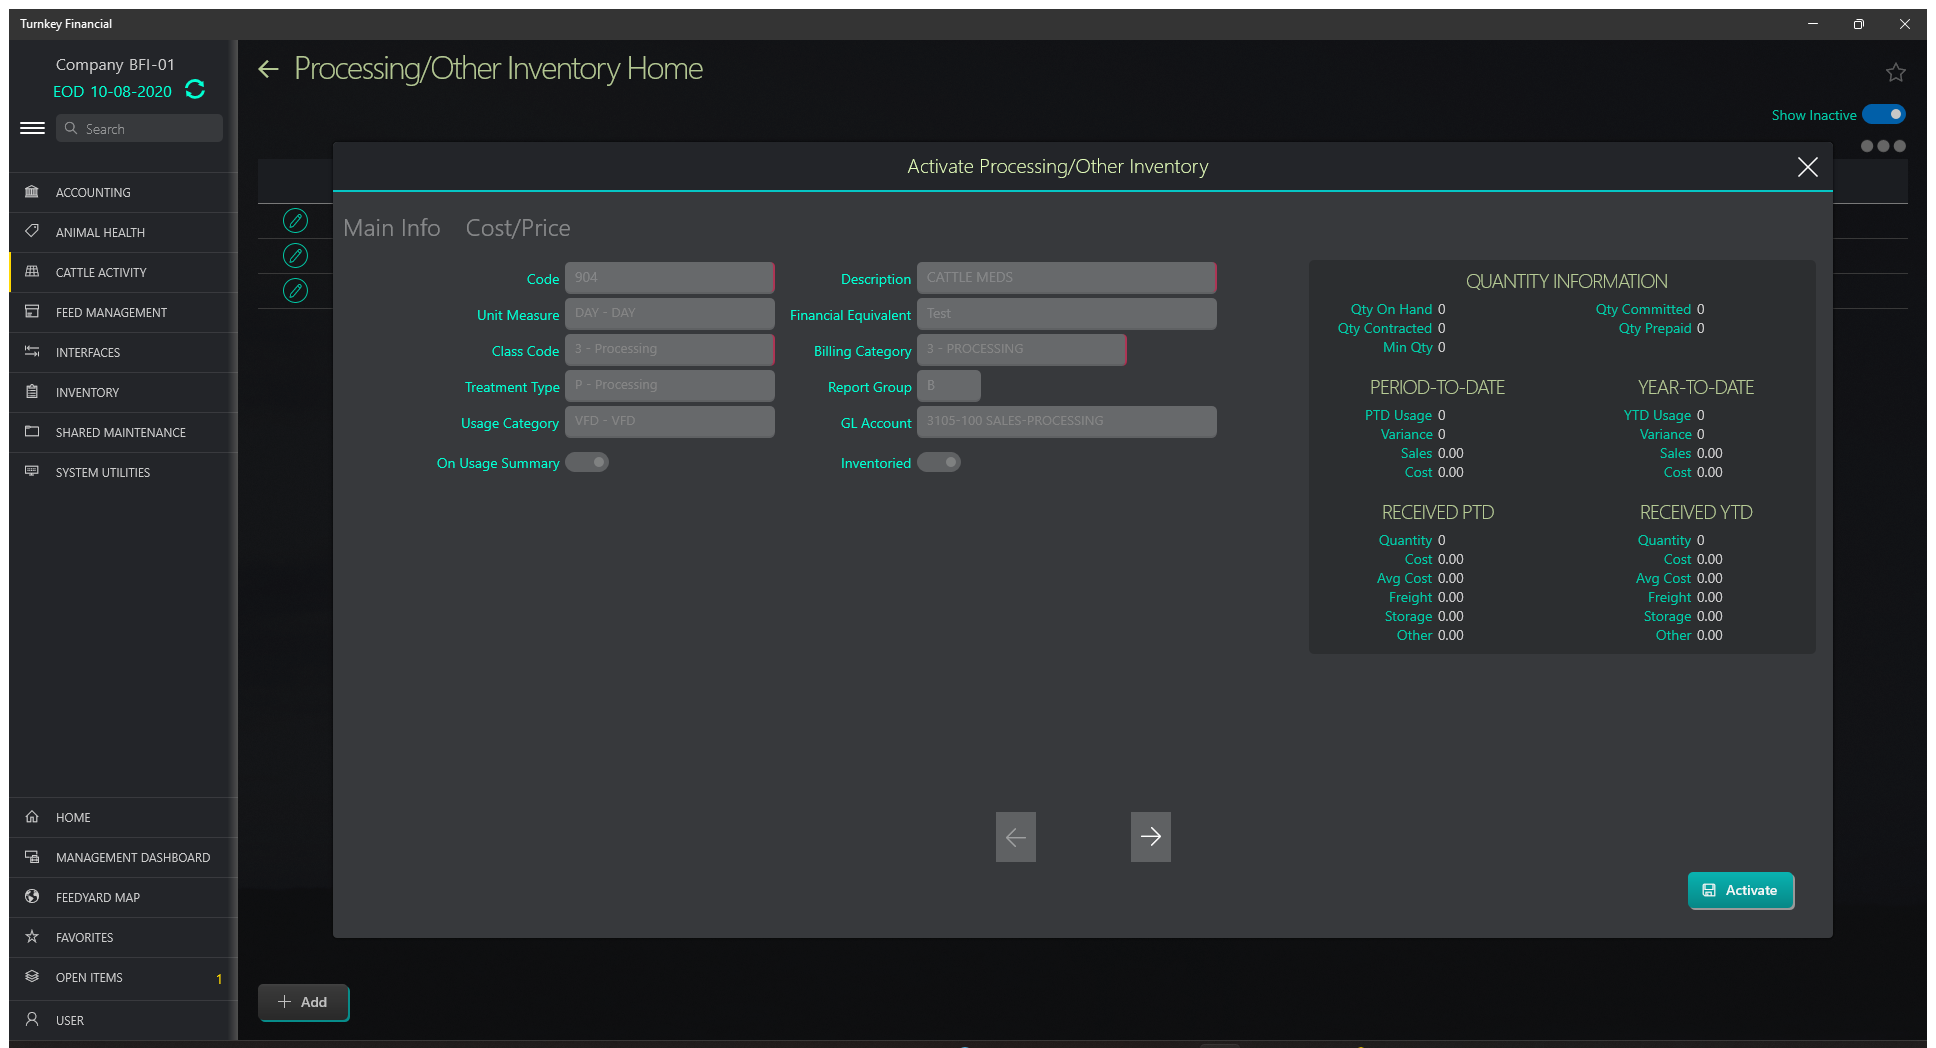 Turnkey Financial
Company BFI-01
EOD 10-08-2020
Search
ACCOUNTING
ANIMAL HEALTH
CATTLE ACTIVITY
FEED MANAGEMENT
INTERFACES
INVENTORY
SHARED MAINTENANCE
SYSTEM UTILITIES
HOME
MANAGEMENT DASHBOARD
FEEDYARD MAP
FAVORITES
OPEN ITEMS 1
USER
Processing/Other Inventory Home
Show Inactive
Activate Processing/Other Inventory
Main Info Cost/Price
Code 904 Description CATTLE MEDS
Unit Measure DAY - DAY Financial Equivalent Test
Class Code 3 - Processing Billing Category 3 - PROCESSING
Treatment Type P - Processing Report Group B
Usage Category VFD - VFD GL Account 3105-100 SALES-PROCESSING
On Usage Summary Inventoried
QUANTITY INFORMATION
Qty On Hand 0 Qty Committed 0
Qty Contracted 0 Qty Prepaid 0
Min Qty 0
PERIOD-TO-DATE YEAR-TO-DATE
PTD Usage 0 YTD Usage 0
Variance 0 Variance 0
Sales 0.00 Sales 0.00
Cost 0.00 Cost 0.00
RECEIVED PTD RECEIVED YTD
Quantity 0 Quantity 0
Cost 0.00 Cost 0.00
Avg Cost 0.00 Avg Cost 0.00
Freight 0.00 Freight 0.00
Storage 0.00 Storage 0.00
Other 0.00 Other 0.00
Activate
Add